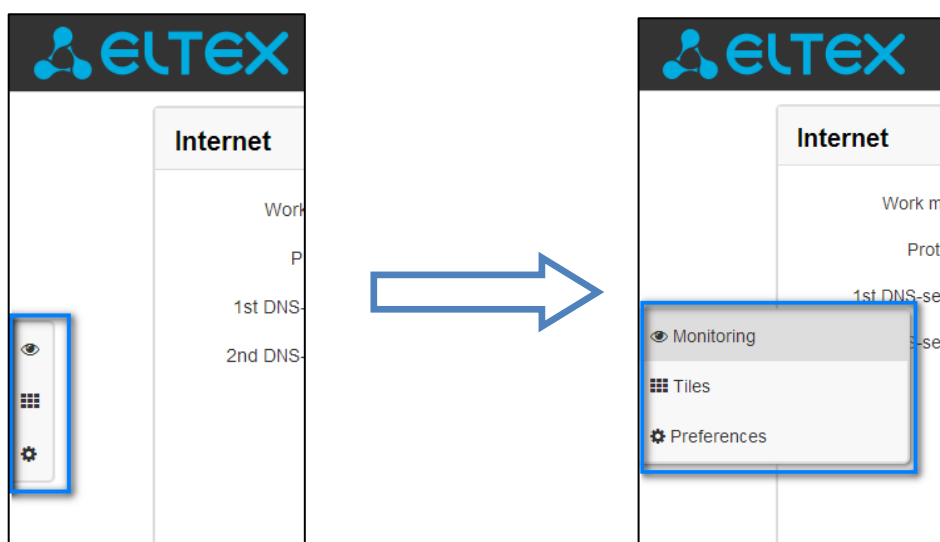 ELTEX
Internet
Work
P
1st DNS-
2nd DNS-
ELTEX
Internet
Work m
Prot
1st DNS-se
-se
Monitoring
Tiles
Preferences